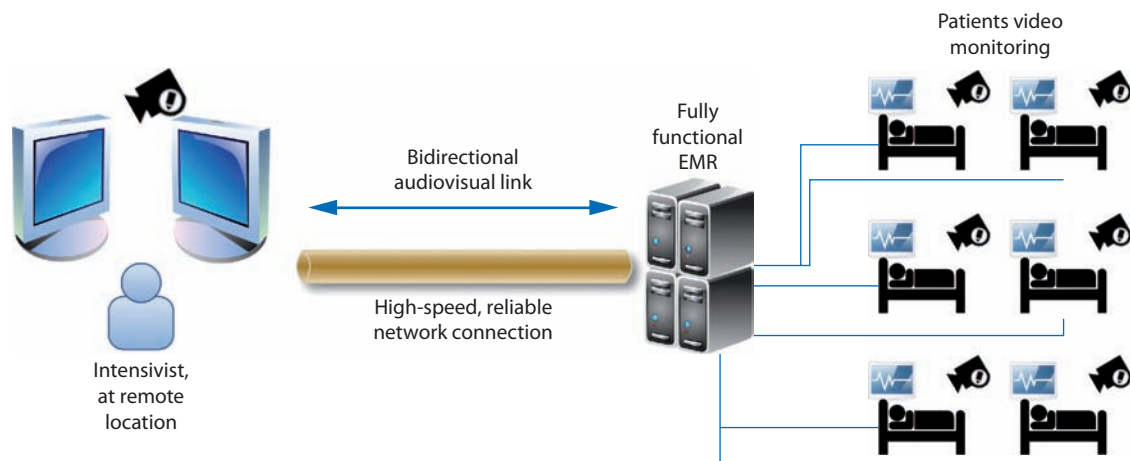 Patients video
monitoring
Fully
functional
EMR
Bidirectional
audiovisual link
High-speed, reliable
network connection
Intensivist,
at remote
location